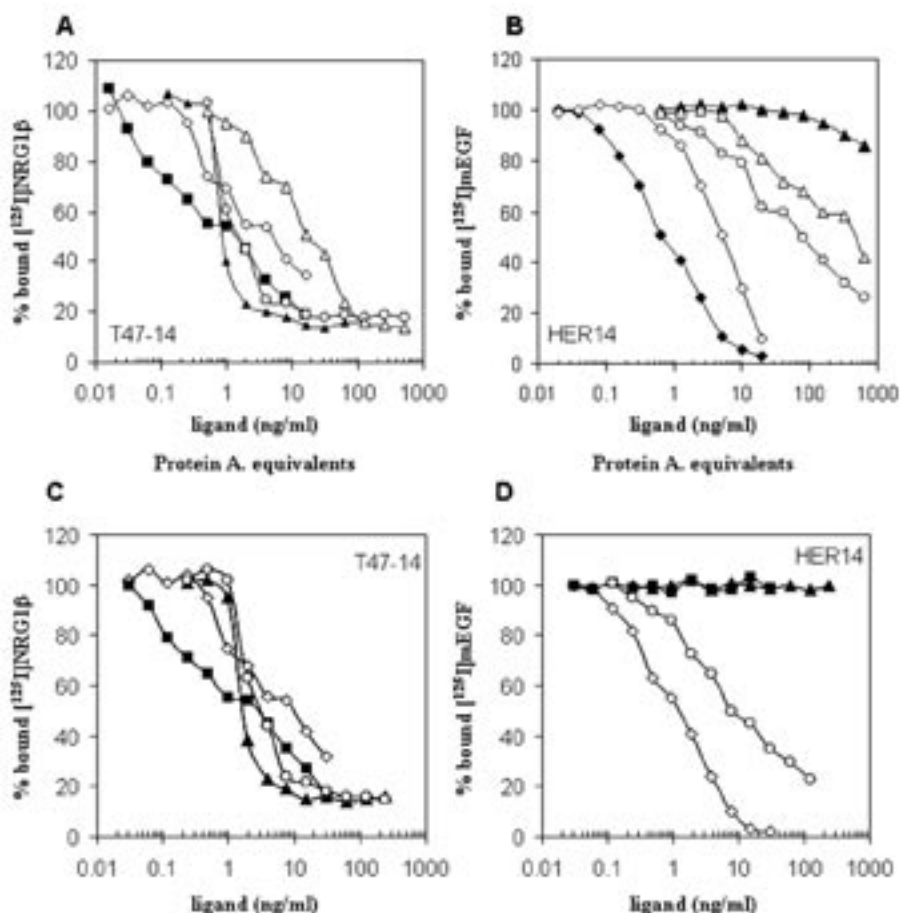 A
120
100
80
60
40
20
0
% bound [¹²⁵I]NRG1β
T47-14
0.01 0.1 1 10 100 1000
ligand (ng/ml)
Protein A. equivalents
B
120
100
80
60
40
20
0
% bound [¹²⁵I]mEGF
HER14
0.01 0.1 1 10 100 1000
ligand (ng/ml)
Protein A. equivalents
C
120
100
80
60
40
20
0
% bound [¹²⁵I]NRG1β
T47-14
0.01 0.1 1 10 100 1000
ligand (ng/ml)
D
120
100
80
60
40
20
0
% bound [¹²⁵I]mEGF
HER14
0.01 0.1 1 10 100 1000
ligand (ng/ml)